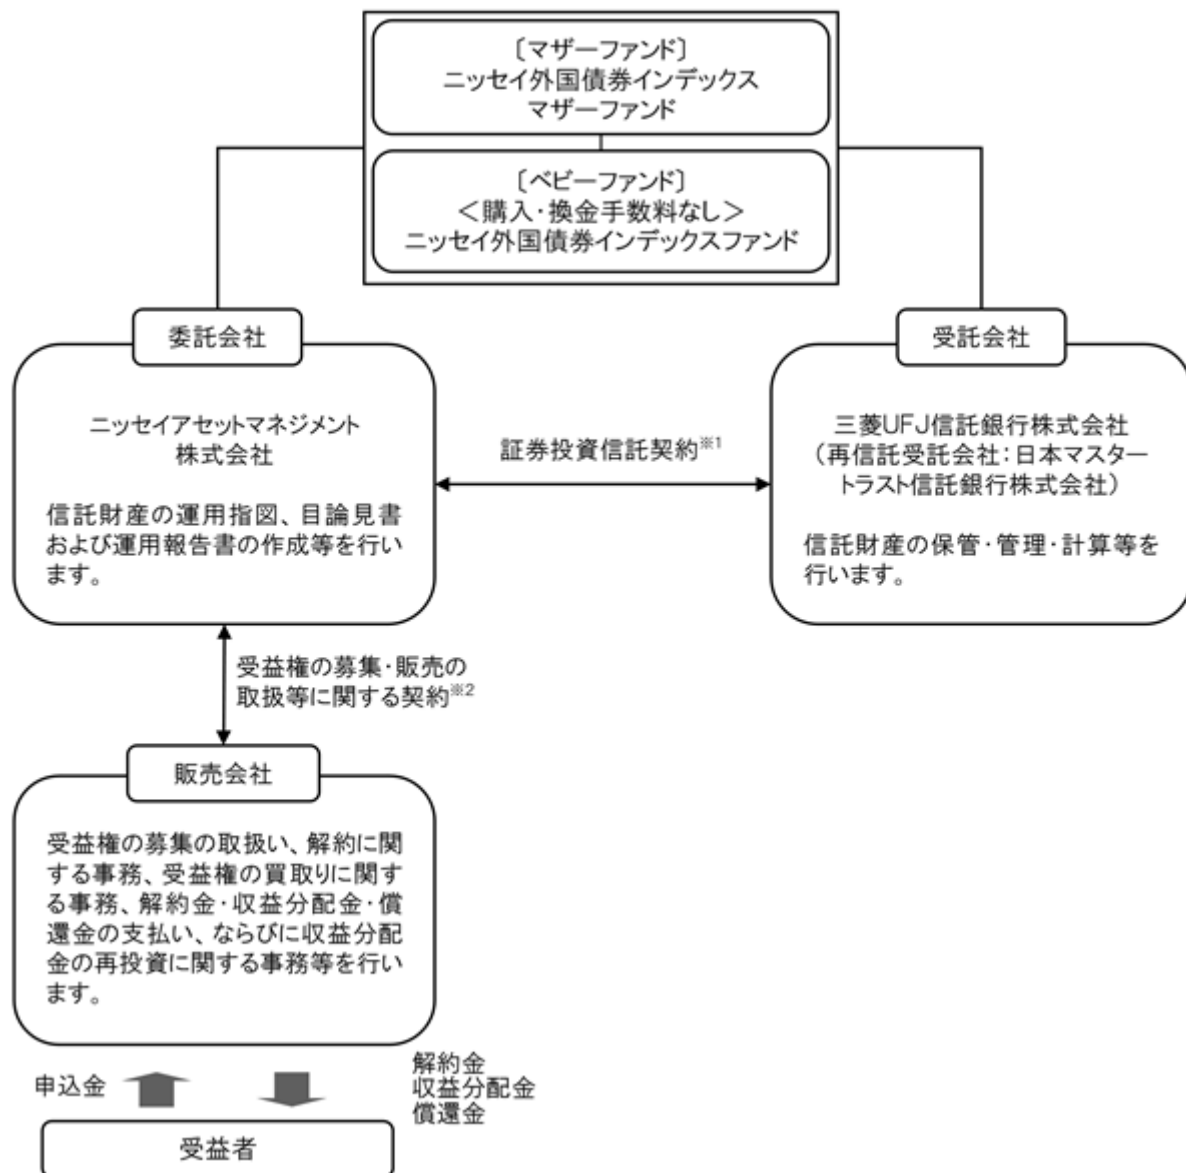 〔マザーファンド〕
ニッセイ外国債券インデックス
マザーファンド
〔ベビーファンド〕
＜購入・換金手数料なし＞
ニッセイ外国債券インデックスファンド
委託会社
ニッセイアセットマネジメント
株式会社
信託財産の運用指図、目論見書
および運用報告書の作成等を行い
ます。
証券投資信託契約※1
受託会社
三菱UFJ信託銀行株式会社
（再信託受託会社：日本マスター
トラスト信託銀行株式会社）
信託財産の保管・管理・計算等を
行います。
受益権の募集・販売の
取扱等に関する契約※2
販売会社
受益権の募集の取扱い、解約に関
する事務、受益権の買取りに関す
る事務、解約金・収益分配金・償
還金の支払い、ならびに収益分配
金の再投資に関する事務等を行い
ます。
申込金
解約金
収益分配金
償還金
受益者